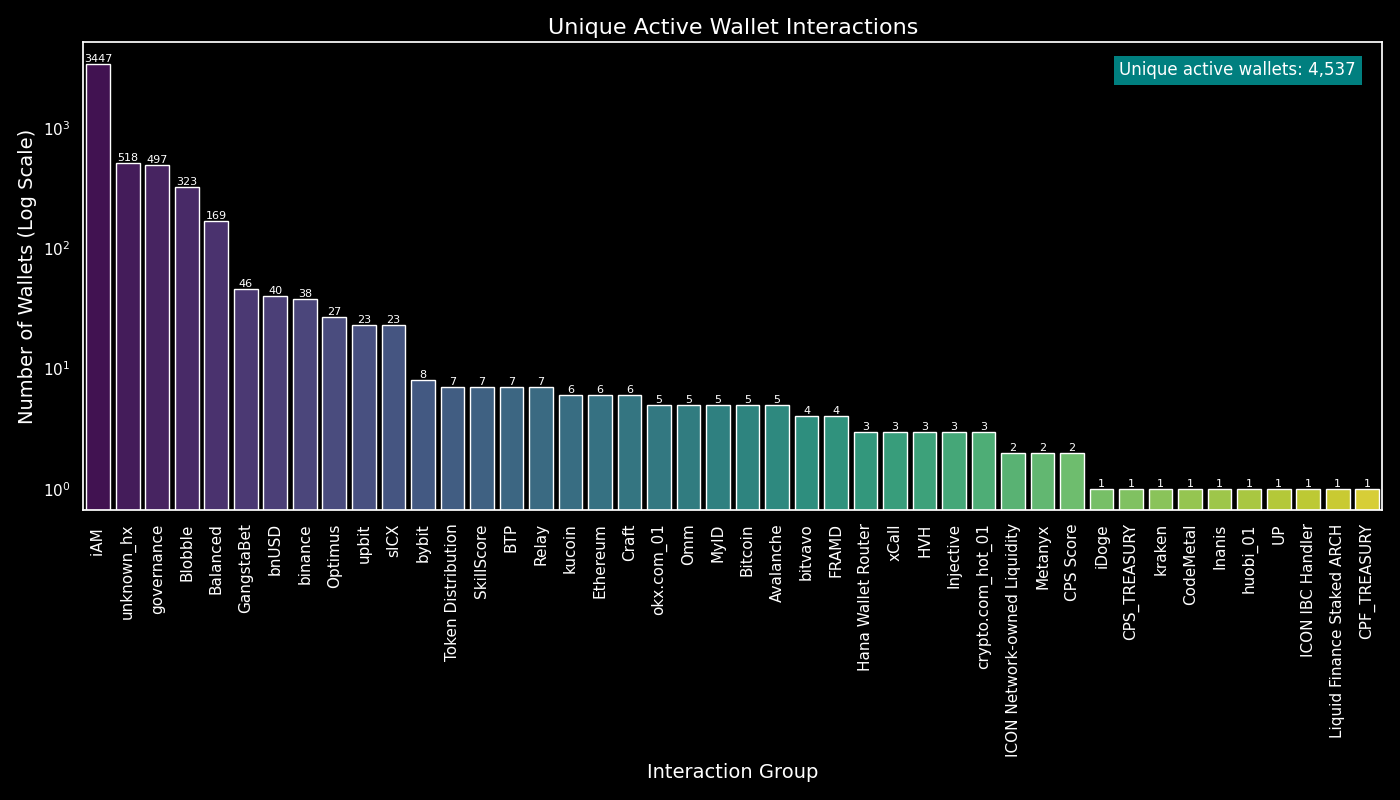 Unique Active Wallet Interactions
Unique active wallets: 4,537
Number of Wallets (Log Scale)
10³
10²
10¹
10⁰
3447
518
497
323
169
46
40
38
27
23
23
8
7
7
7
7
6
6
6
5
5
5
5
5
4
4
3
3
3
3
3
2
2
2
1
1
1
1
1
1
1
1
1
1
iAM
unknown_hx
governance
Blobble
Balanced
GangstaBet
bnUSD
binance
Optimus
upbit
sICX
bybit
Token Distribution
SkillScore
BTP
Relay
kucoin
Ethereum
Craft
okx.com_01
Omm
MyID
Bitcoin
Avalanche
bitvavo
FRAMD
Hana Wallet Router
xCall
HVH
Injective
crypto.com_hot_01
ICON Network-owned Liquidity
Metanyx
CPS Score
iDoge
CPS_TREASURY
kraken
CodeMetal
Inanis
huobi_01
UP
ICON IBC Handler
Liquid Finance Staked ARCH
CPF_TREASURY
Interaction Group